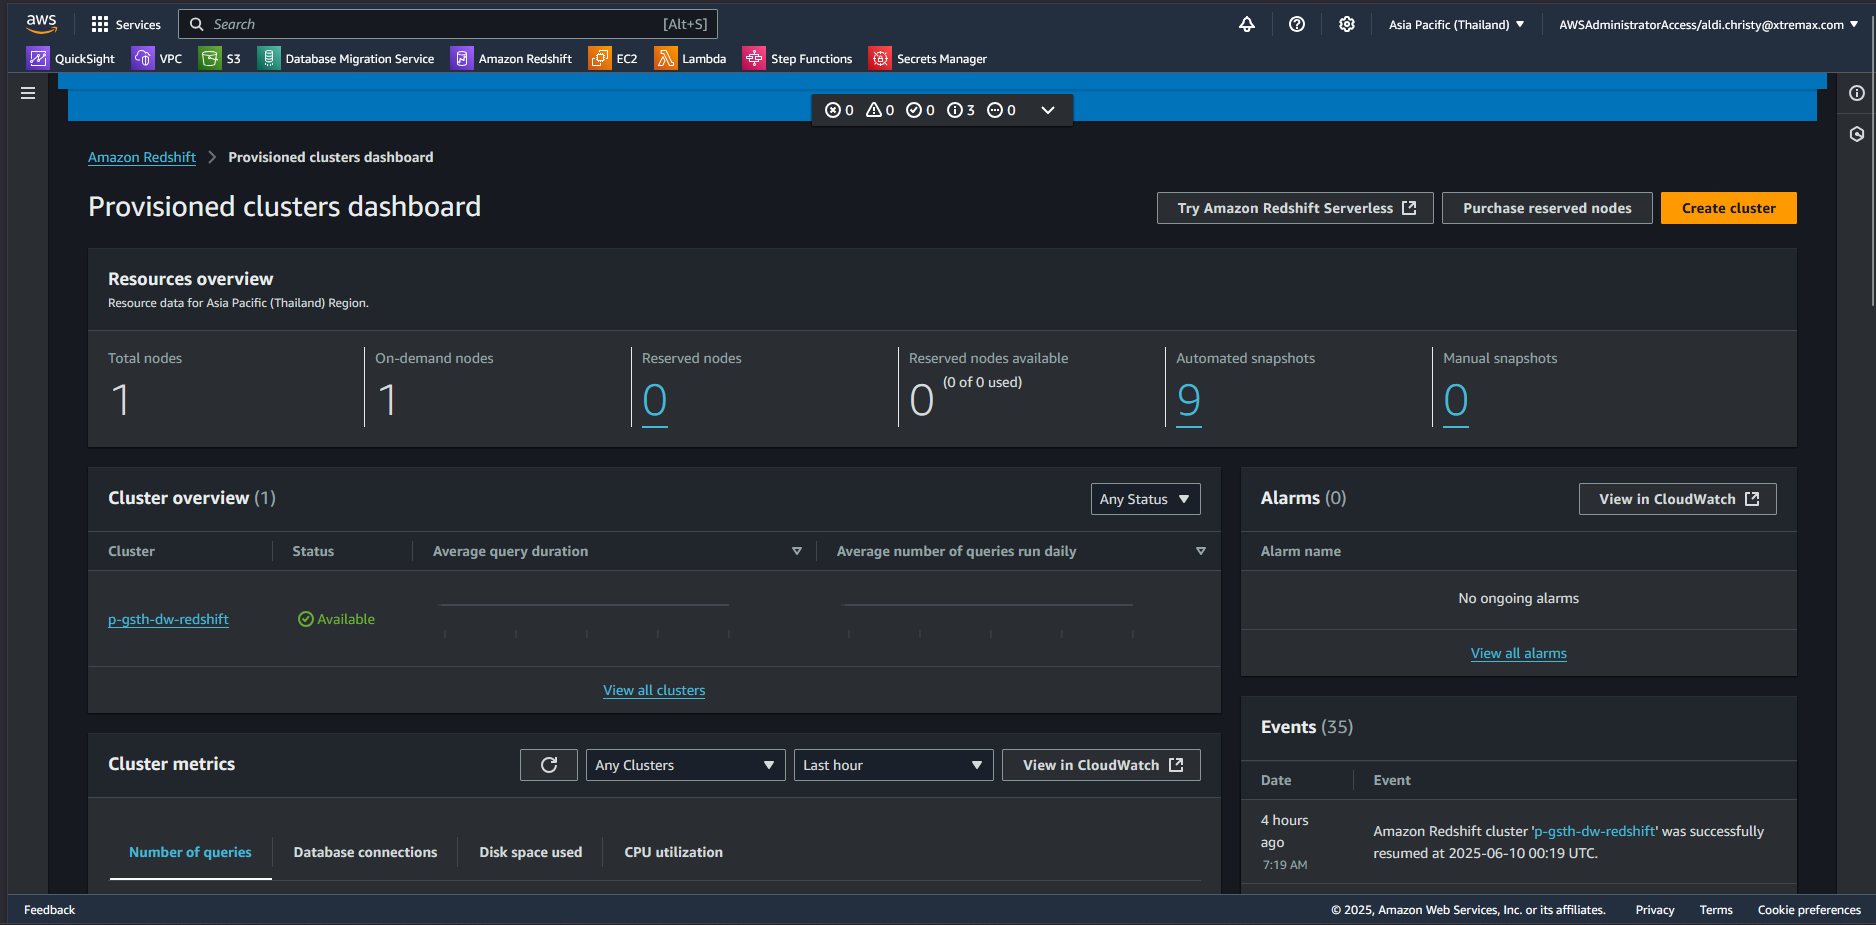 aws
Services
Search
[Alt+S]
Asia Pacific (Thailand)
AWSAdministratorAccess/aldi.christy@xtremax.com
QuickSight
VPC
S3
Database Migration Service
Amazon Redshift
EC2
Lambda
Step Functions
Secrets Manager
0 0 0 3 0
Amazon Redshift
Provisioned clusters dashboard
Provisioned clusters dashboard
Try Amazon Redshift Serverless
Purchase reserved nodes
Create cluster
Resources overview
Resource data for Asia Pacific (Thailand) Region.
Total nodes
1
On-demand nodes
1
Reserved nodes
0
Reserved nodes available
0 (0 of 0 used)
Automated snapshots
9
Manual snapshots
0
Cluster overview (1)
Any Status
Cluster
Status
Average query duration
Average number of queries run daily
p-gsth-dw-redshift
Available
View all clusters
Alarms (0)
View in CloudWatch
Alarm name
No ongoing alarms
View all alarms
Cluster metrics
Any Clusters
Last hour
View in CloudWatch
Number of queries
Database connections
Disk space used
CPU utilization
Events (35)
Date
Event
4 hours
ago
7:19 AM
Amazon Redshift cluster 'p-gsth-dw-redshift' was successfully
resumed at 2025-06-10 00:19 UTC.
Feedback
© 2025, Amazon Web Services, Inc. or its affiliates.
Privacy
Terms
Cookie preferences